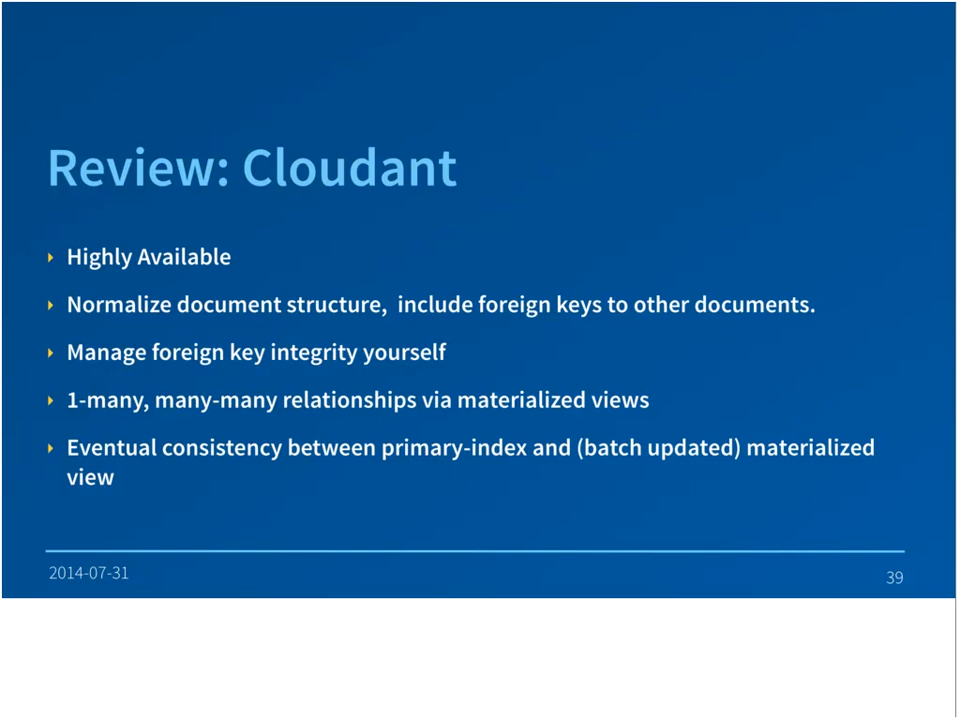 Review: Cloudant
Highly Available
Normalize document structure,  include foreign keys to other documents.
Manage foreign key integrity yourself
1-many, many-many relationships via materialized views
Eventual consistency between primary-index and (batch updated) materialized
view
2014-07-31
39